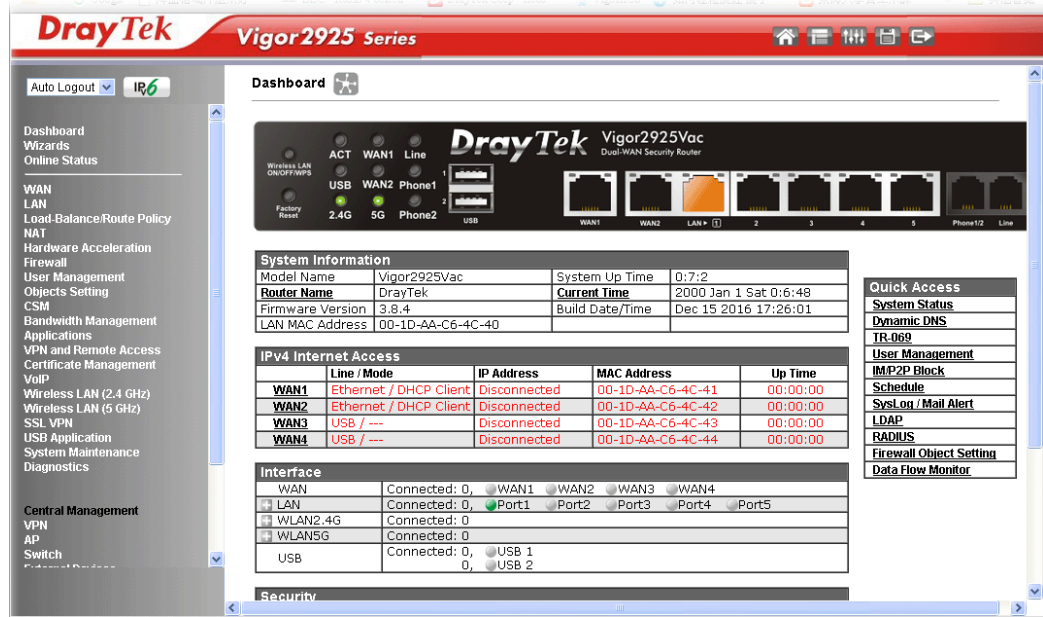 DrayTek Vigor2925 Series
Auto Logout IPv6
Dashboard
Dashboard
Wizards
Online Status
WAN
LAN
Load-Balance/Route Policy
NAT
Hardware Acceleration
Firewall
User Management
Objects Setting
CSM
Bandwidth Management
Applications
VPN and Remote Access
Certificate Management
VoIP
Wireless LAN (2.4 GHz)
Wireless LAN (5 GHz)
SSL VPN
USB Application
System Maintenance
Diagnostics
Central Management
VPN
AP
Switch
DrayTek Vigor2925Vac
Dual-WAN Security Router
Wireless LAN
ON/OFF/WPS
ACT WAN1 Line
USB WAN2 Phone1 1
Factory
Reset
2.4G 5G Phone2 2
USB
WAN1 WAN2 LAN 1 2 3 4 5 Phone1/2 Line
System Information
Model Name Vigor2925Vac System Up Time 0:7:2
Router Name DrayTek Current Time 2000 Jan 1 Sat 0:6:48
Firmware Version 3.8.4 Build Date/Time Dec 15 2016 17:26:01
LAN MAC Address 00-1D-AA-C6-4C-40
IPv4 Internet Access
Line / Mode IP Address MAC Address Up Time
WAN1 Ethernet / DHCP Client Disconnected 00-1D-AA-C6-4C-41 00:00:00
WAN2 Ethernet / DHCP Client Disconnected 00-1D-AA-C6-4C-42 00:00:00
WAN3 USB / --- Disconnected 00-1D-AA-C6-4C-43 00:00:00
WAN4 USB / --- Disconnected 00-1D-AA-C6-4C-44 00:00:00
Interface
WAN Connected: 0, WAN1 WAN2 WAN3 WAN4
LAN Connected: 0, Port1 Port2 Port3 Port4 Port5
WLAN2.4G Connected: 0
WLAN5G Connected: 0
USB Connected: 0, USB 1
0, USB 2
Security
Quick Access
System Status
Dynamic DNS
TR-069
User Management
IM/P2P Block
Schedule
SysLog / Mail Alert
LDAP
RADIUS
Firewall Object Setting
Data Flow Monitor